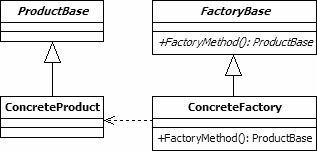 ProductBase
FactoryBase
+FactoryMethod(): ProductBase
ConcreteProduct
ConcreteFactory
+FactoryMethod(): ProductBase